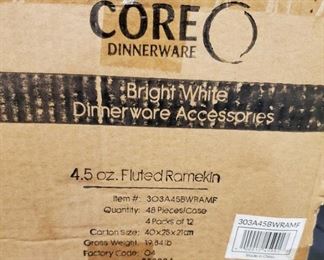 CORE
DINNERWARE
Bright White
Dinnerware Accessories
4.5 oz. Fluted Ramekin
Item #: 303A45BWRAMF
Quantity: 48 Pieces/Case
4 Packs of 12
Carton Size: 40x28x21cm
Gross Weight: 19.84lb
Factory Code: 04
303A45BWRAMF